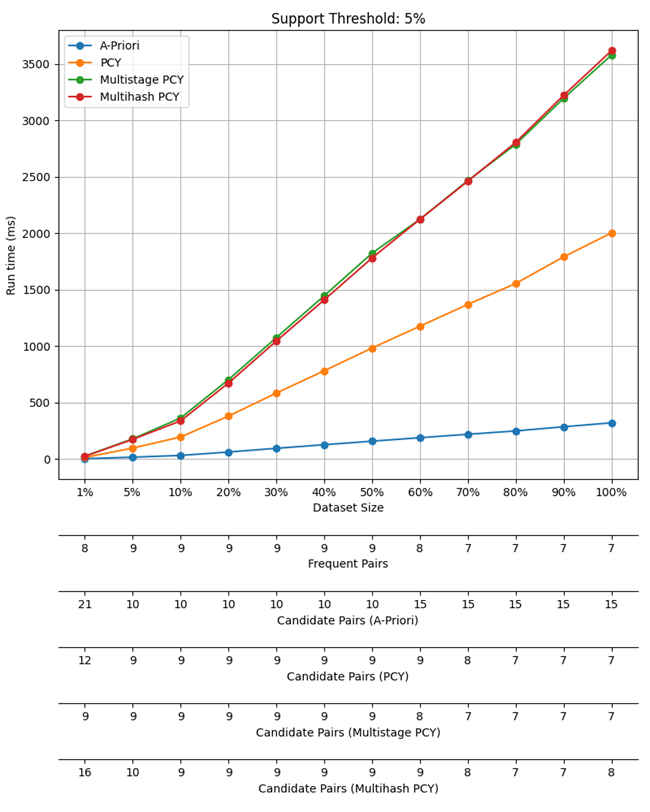 Support Threshold: 5%
A-Priori
PCY
Multistage PCY
Multihash PCY
3500
3000
2500
2000
1500
1000
500
0
Run time (ms)
1% 5% 10% 20% 30% 40% 50% 60% 70% 80% 90% 100%
Dataset Size
8 9 9 9 9 9 9 8 7 7 7 7
Frequent Pairs
21 10 10 10 10 10 10 15 15 15 15 15
Candidate Pairs (A-Priori)
12 9 9 9 9 9 9 9 8 7 7 7
Candidate Pairs (PCY)
9 9 9 9 9 9 9 8 7 7 7 7
Candidate Pairs (Multistage PCY)
16 10 9 9 9 9 9 9 8 7 7 8
Candidate Pairs (Multihash PCY)